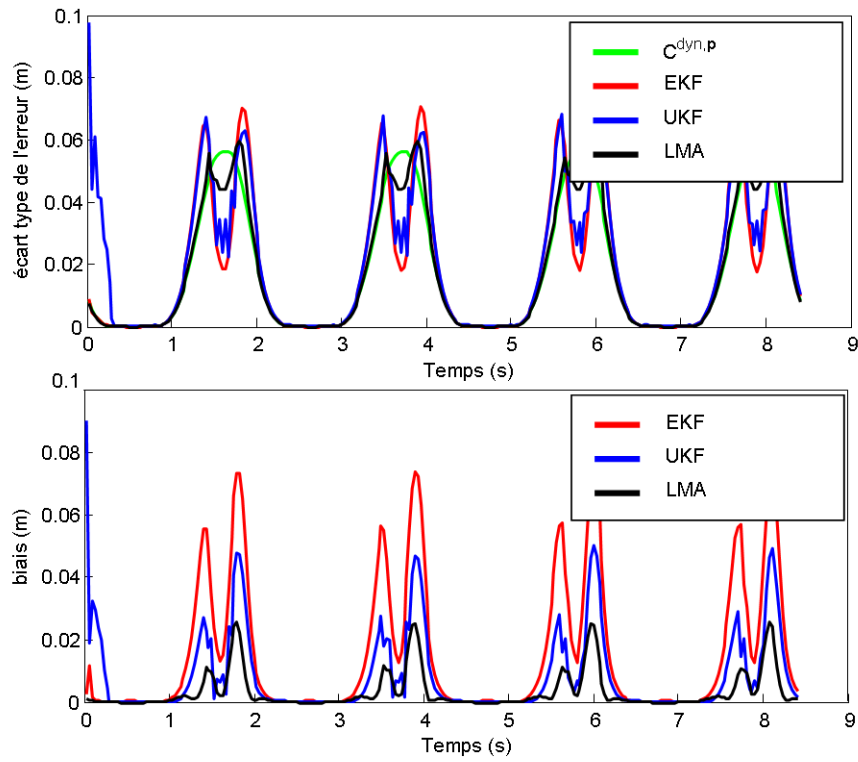 écart type de l'erreur (m)
0.1
0.08
0.06
0.04
0.02
0
0 1 2 3 4 5 6 7 8 9
Temps (s)
C^dyn,p
EKF
UKF
LMA
biais (m)
0.1
0.08
0.06
0.04
0.02
0
0 1 2 3 4 5 6 7 8 9
Temps (s)
EKF
UKF
LMA